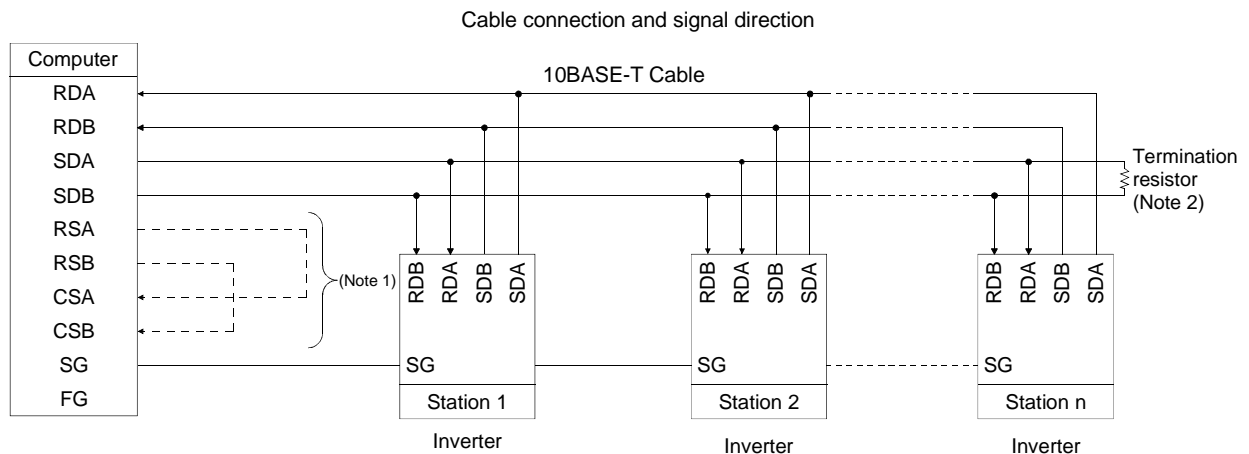 Cable connection and signal direction
Computer
10BASE-T Cable
RDA
RDB
SDA
SDB
RSA
RSB
CSA
CSB
SG
FG
(Note 1)
Termination
resistor
(Note 2)
RDB
RDA
SDB
SDA
SG
Station 1
Inverter
RDB
RDA
SDB
SDA
SG
Station 2
Inverter
RDB
RDA
SDB
SDA
SG
Station n
Inverter